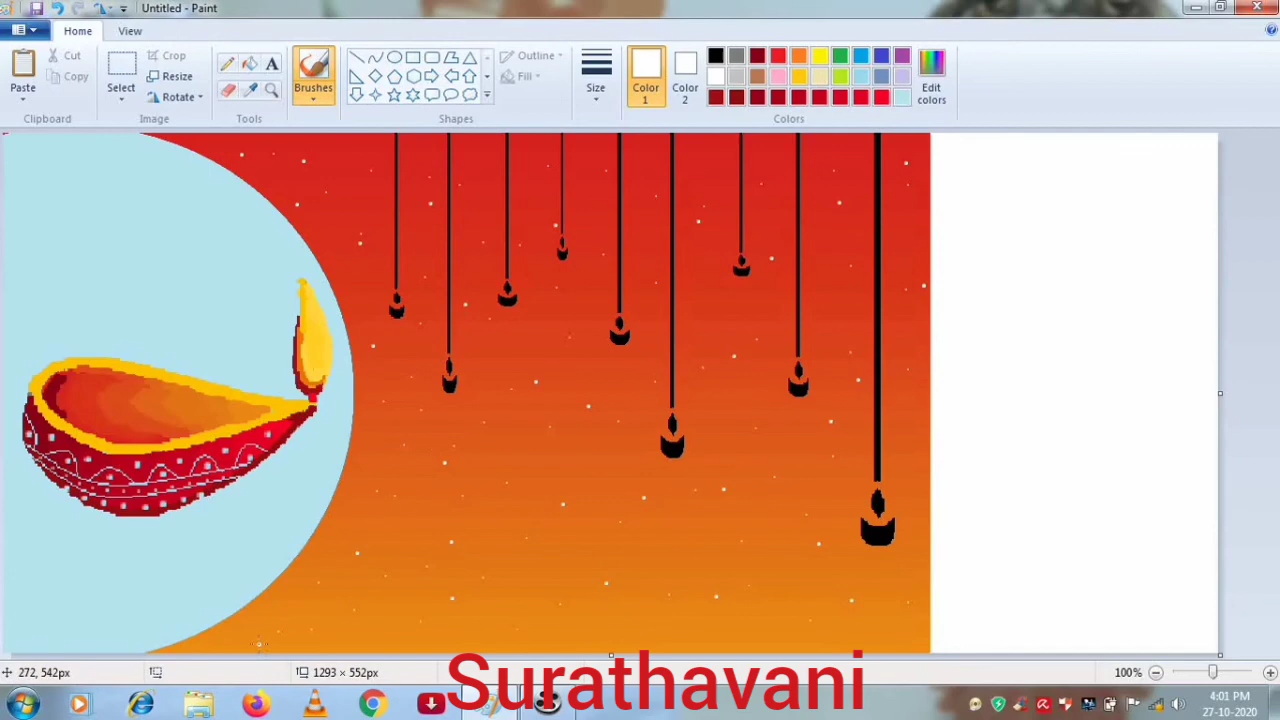 Untitled - Paint
Home View
Paste
Cut
Copy
Clipboard
Select
Crop
Resize
Rotate
Image
A
Tools
Brushes
Outline
Fill
Shapes
Size
Color 1
Color 2
Edit colors
Colors
272, 542px
1293 × 552px
100%
Surathavani
4:01 PM
27-10-2020